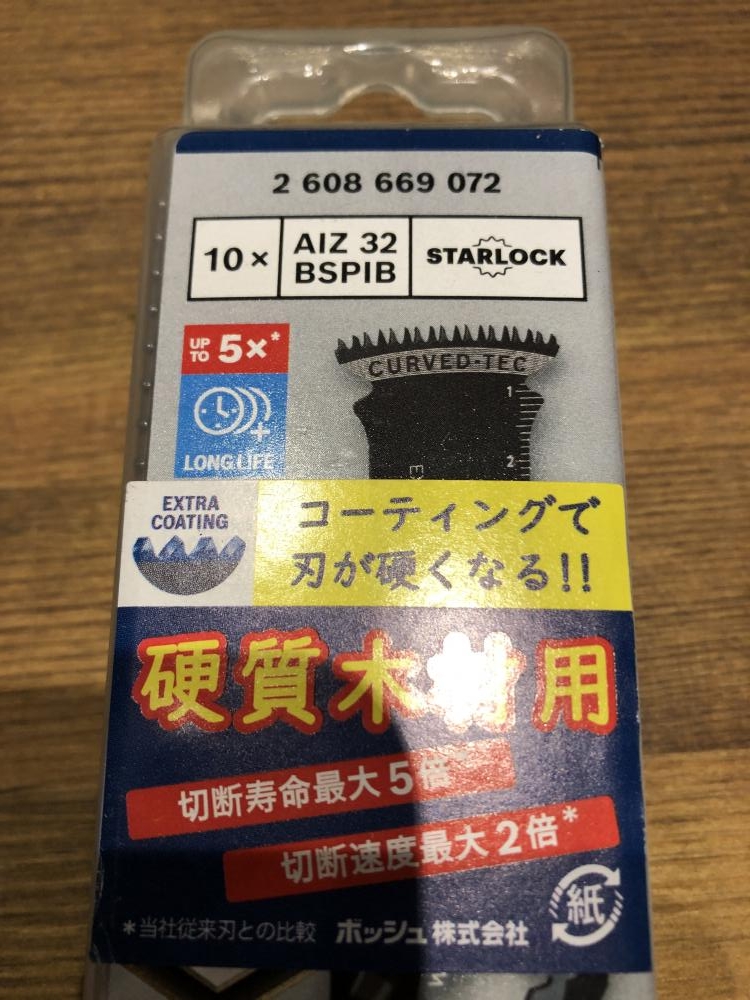 2 608 669 072
10× AIZ 32 BSPIB STARLOCK
UP TO 5×*
CURVED-TEC
1
2
LONG LIFE
EXTRA COATING
コーティングで
刃が硬くなる!!
硬質木材用
切断寿命最大5倍
切断速度最大2倍*
*当社従来刃との比較 ボッシュ株式会社
紙